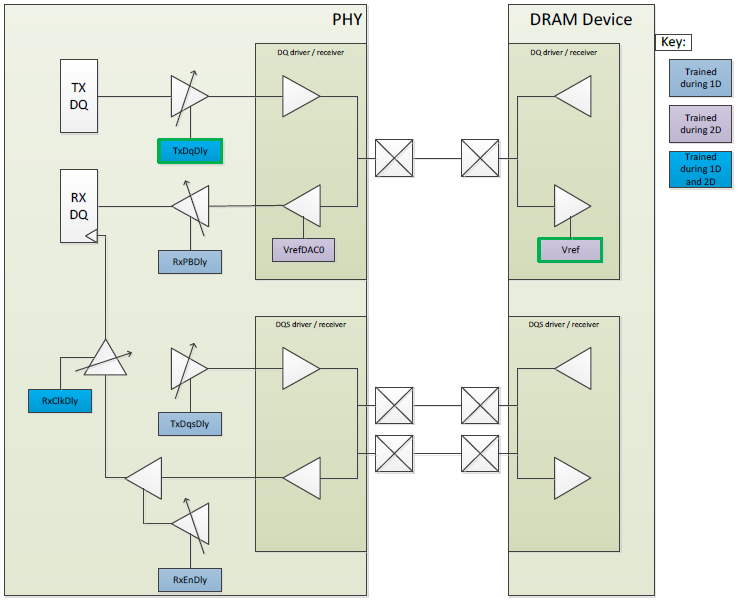 PHY
DRAM Device
Key:
DQ driver / receiver
DQ driver / receiver
TX
DQ
Trained
during 1D
TxDqDly
Trained
during 2D
Trained
during 1D
and 2D
RX
DQ
RxPBDly
VrefDAC0
Vref
DQS driver / receiver
DQS driver / receiver
RxClkDly
TxDqsDly
RxEnDly